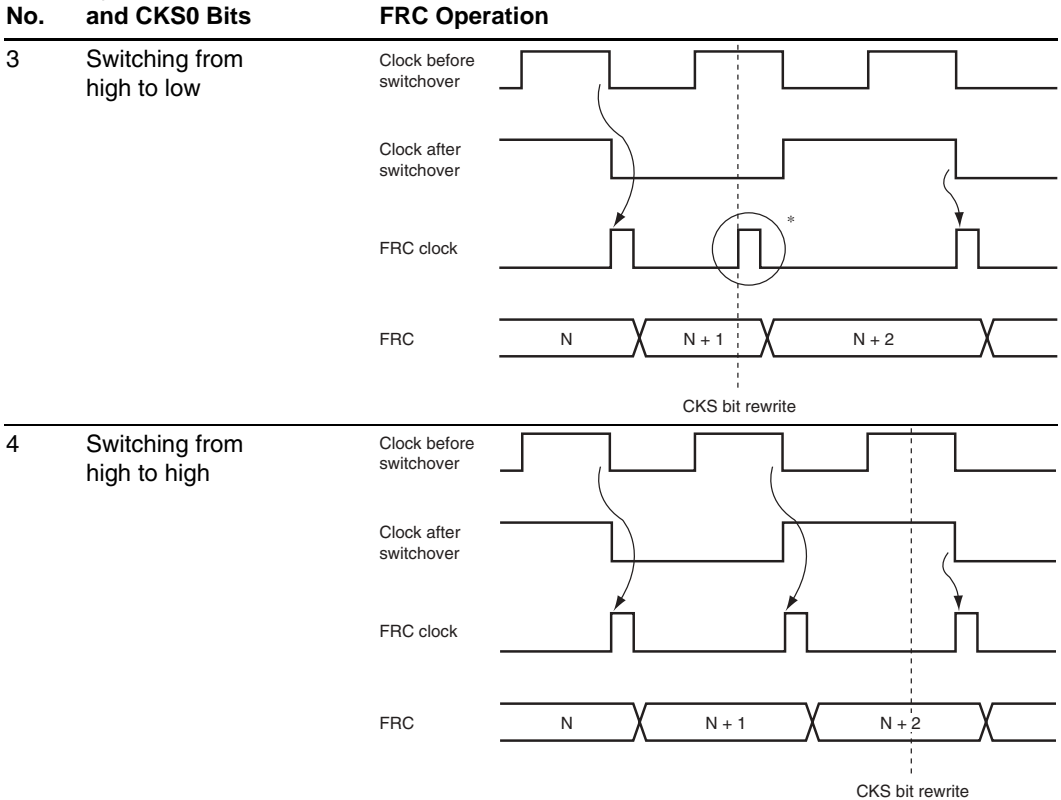 No. and CKS0 Bits FRC Operation
3 Switching from
high to low
Clock before
switchover
Clock after
switchover
*
FRC clock
FRC N N + 1 N + 2
CKS bit rewrite
4 Switching from
high to high
Clock before
switchover
Clock after
switchover
FRC clock
FRC N N + 1 N + 2
CKS bit rewrite